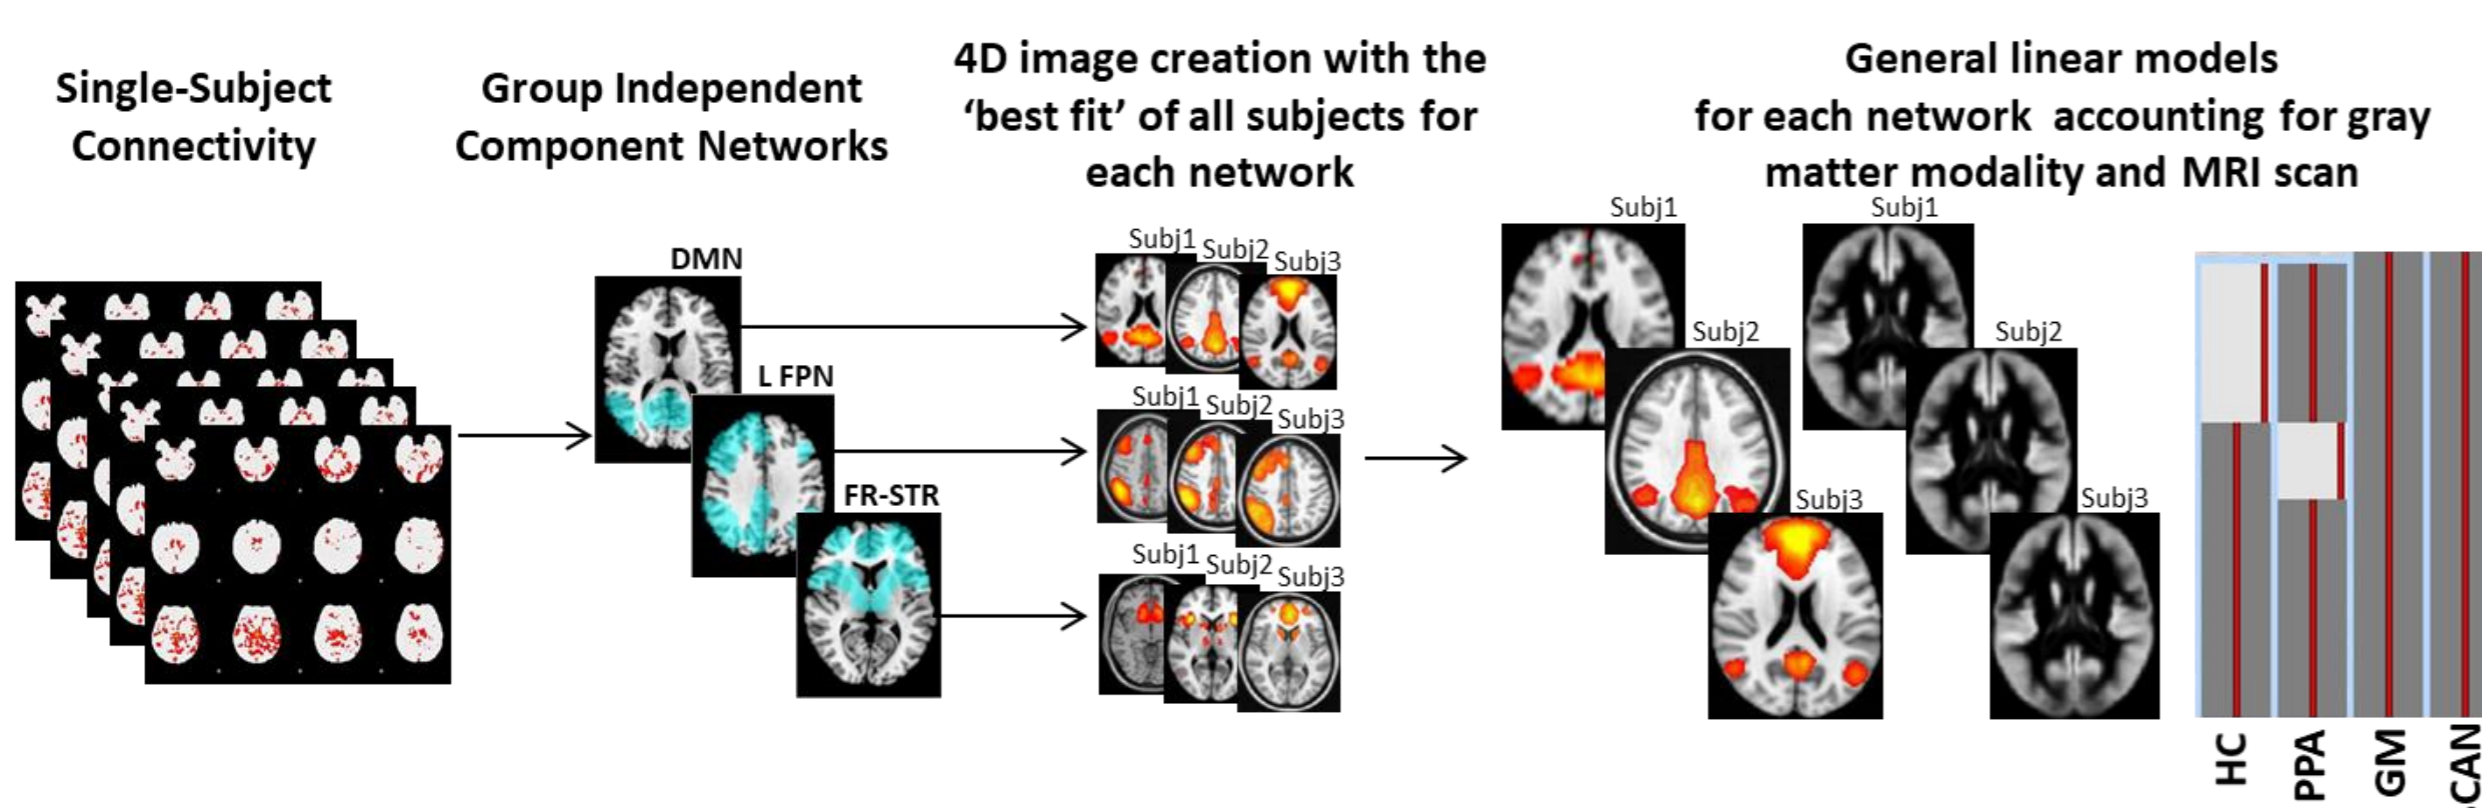 Single-Subject
Connectivity
Group Independent
Component Networks
4D image creation with the
‘best fit’ of all subjects for
each network
General linear models
for each network accounting for gray
matter modality and MRI scan
DMN
L FPN
FR-STR
Subj1
Subj2
Subj3
Subj1
Subj2
Subj3
Subj1
Subj2
Subj3
Subj1
Subj2
Subj3
Subj1
Subj2
Subj3
HC
PPA
GM
CAN